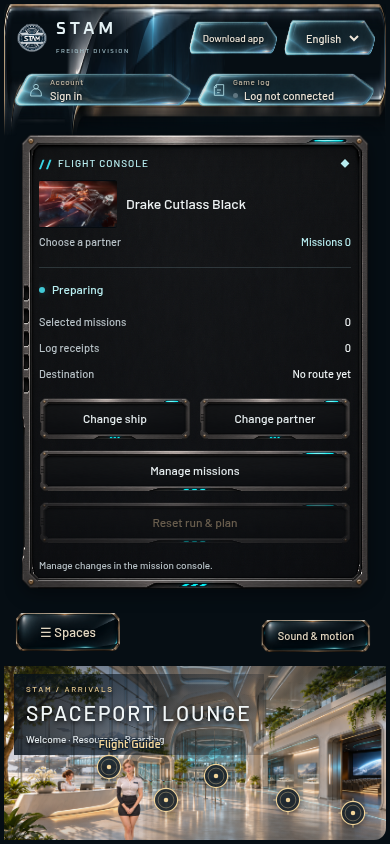 STAM
STAM
FREIGHT DIVISION
Download app
English
Account
Sign in
Game log
Log not connected
// FLIGHT CONSOLE
Drake Cutlass Black
Choose a partner
Missions 0
Preparing
Selected missions
0
Log receipts
0
Destination
No route yet
Change ship
Change partner
Manage missions
Reset run & plan
Manage changes in the mission console.
☰ Spaces
Sound & motion
STAM / ARRIVALS
SPACEPORT LOUNGE
Welcome · Resources · Boarding
Flight Guide